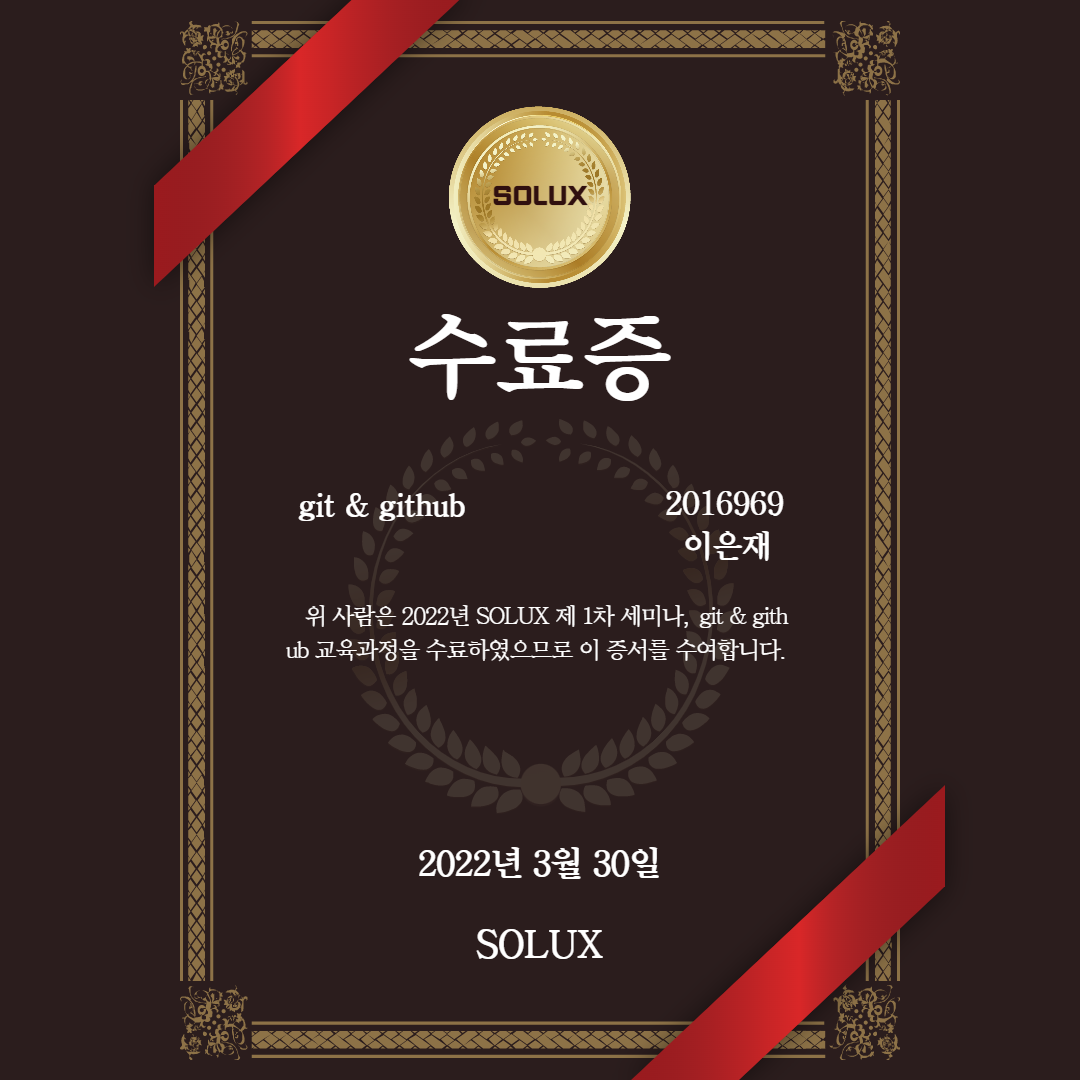 SOLUX
수료증
git & github
2016969
이은재
위 사람은 2022년 SOLUX 제 1차 세미나, git & gith
ub 교육과정을 수료하였으므로 이 증서를 수여합니다.
2022년 3월 30일
SOLUX